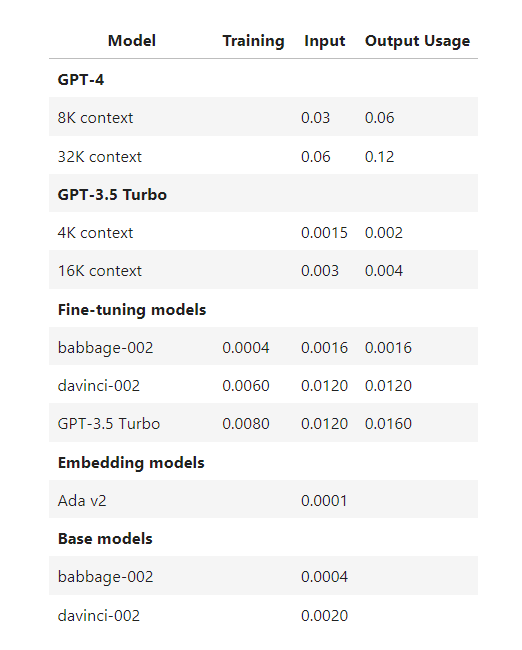 Model Training Input Output Usage
GPT-4
8K context 0.03 0.06
32K context 0.06 0.12
GPT-3.5 Turbo
4K context 0.0015 0.002
16K context 0.003 0.004
Fine-tuning models
babbage-002 0.0004 0.0016 0.0016
davinci-002 0.0060 0.0120 0.0120
GPT-3.5 Turbo 0.0080 0.0120 0.0160
Embedding models
Ada v2 0.0001
Base models
babbage-002 0.0004
davinci-002 0.0020